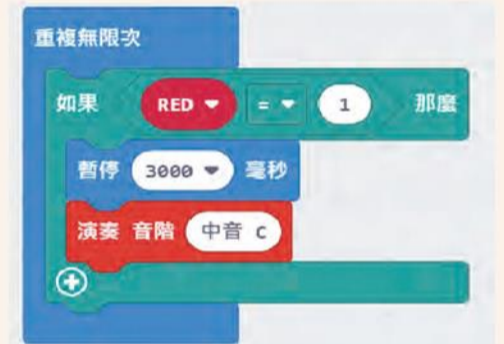 重複無限次
如果 RED = 1 那麼
暫停 3000 毫秒
演奏 音階 中音 C